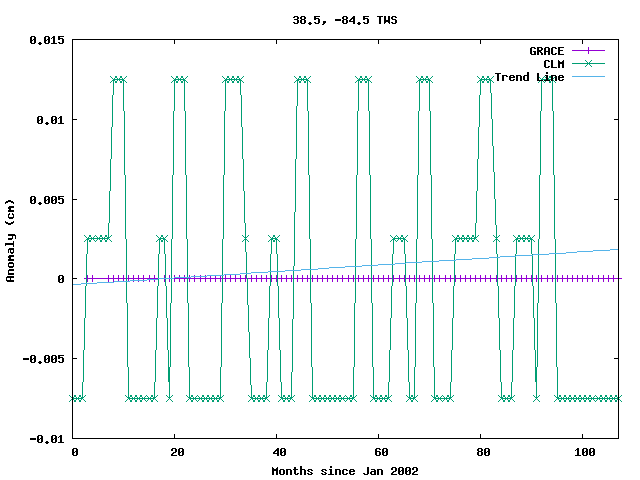 38.5, -84.5 TWS
GRACE
CLM
Trend Line
0.015
0.01
0.005
0
-0.005
-0.01
Anomaly (cm)
0 20 40 60 80 100
Months since Jan 2002